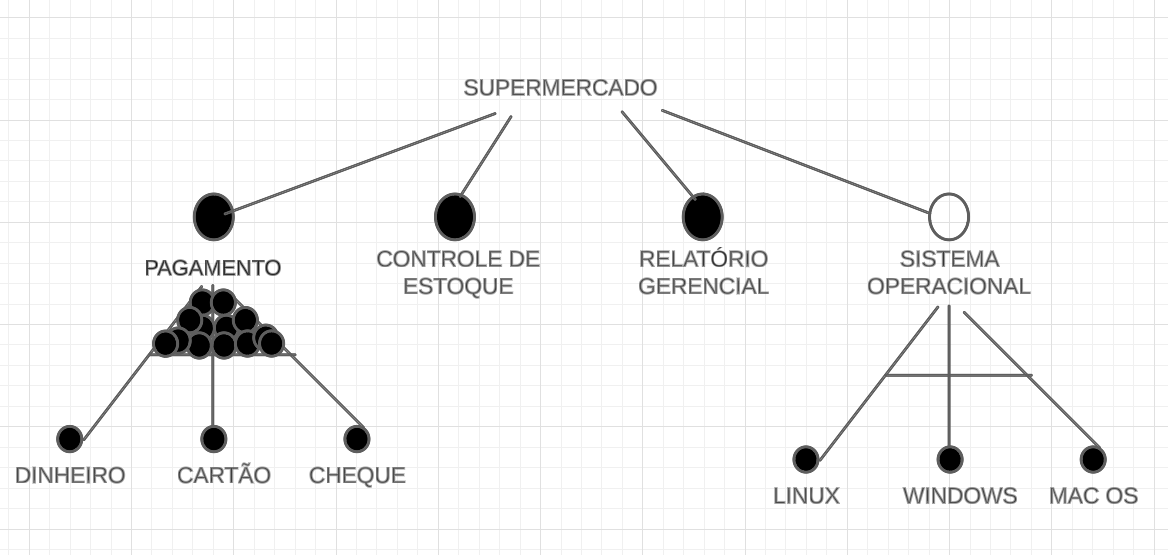 SUPERMERCADO
PAGAMENTO
CONTROLE DE
ESTOQUE
RELATÓRIO
GERENCIAL
SISTEMA
OPERACIONAL
DINHEIRO
CARTÃO
CHEQUE
LINUX
WINDOWS
MAC OS